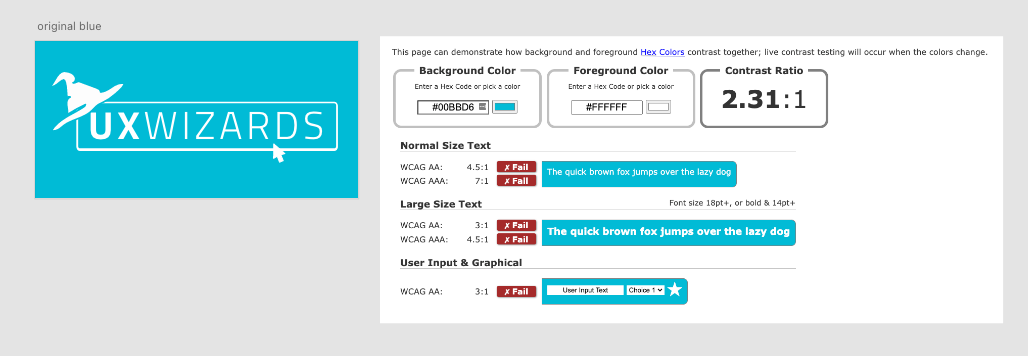 original blue
UXWIZARDS
This page can demonstrate how background and foreground Hex Colors contrast together; live contrast testing will occur when the colors change.
Background Color
Enter a Hex Code or pick a color
#00BBD6
Foreground Color
Enter a Hex Code or pick a color
#FFFFFF
Contrast Ratio
2.31:1
Normal Size Text
WCAG AA: 4.5:1 ✗ Fail
WCAG AAA: 7:1 ✗ Fail
The quick brown fox jumps over the lazy dog
Large Size Text Font size 18pt+, or bold & 14pt+
WCAG AA: 3:1 ✗ Fail
WCAG AAA: 4.5:1 ✗ Fail
The quick brown fox jumps over the lazy dog
User Input & Graphical
WCAG AA: 3:1 ✗ Fail
User Input Text Choice 1